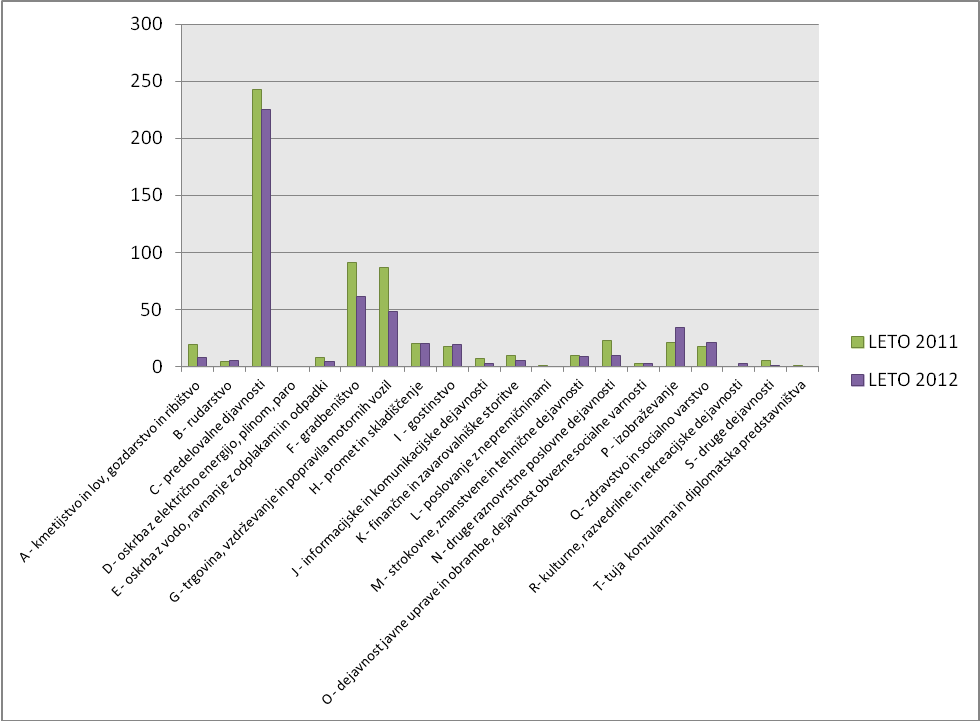 300
250
200
150
100
50
0
A - kmetijstvo in lov, gozdarstvo in ribištvo
B - rudarstvo
C - predelovalne djavnosti
D - oskrba z električno energijo, plinom, paro
E - oskrba z vodo, ravnanje z odplakami in odpadki
F - gradbeništvo
G - trgovina, vzdrževanje in popravila motornih vozil
H - promet in skladiščenje
I - gostinstvo
J - informacijske in komunikacijske dejavnosti
K - finančne in zavarovalniške storitve
L - poslovanje z nepremičninami
M - strokovne, znanstvene in tehnične dejavnosti
N - druge raznovrstne poslovne dejavnosti
O - dejavnost javne uprave in obrambe, dejavnost obvezne socialne varnosti
P - izobraževanje
Q - zdravstvo in socialno varstvo
R - kulturne, razvedrilne in rekreacijske dejavnosti
S - druge dejavnosti
T - tuja konzularna in diplomatska predstavništva
LETO 2011
LETO 2012